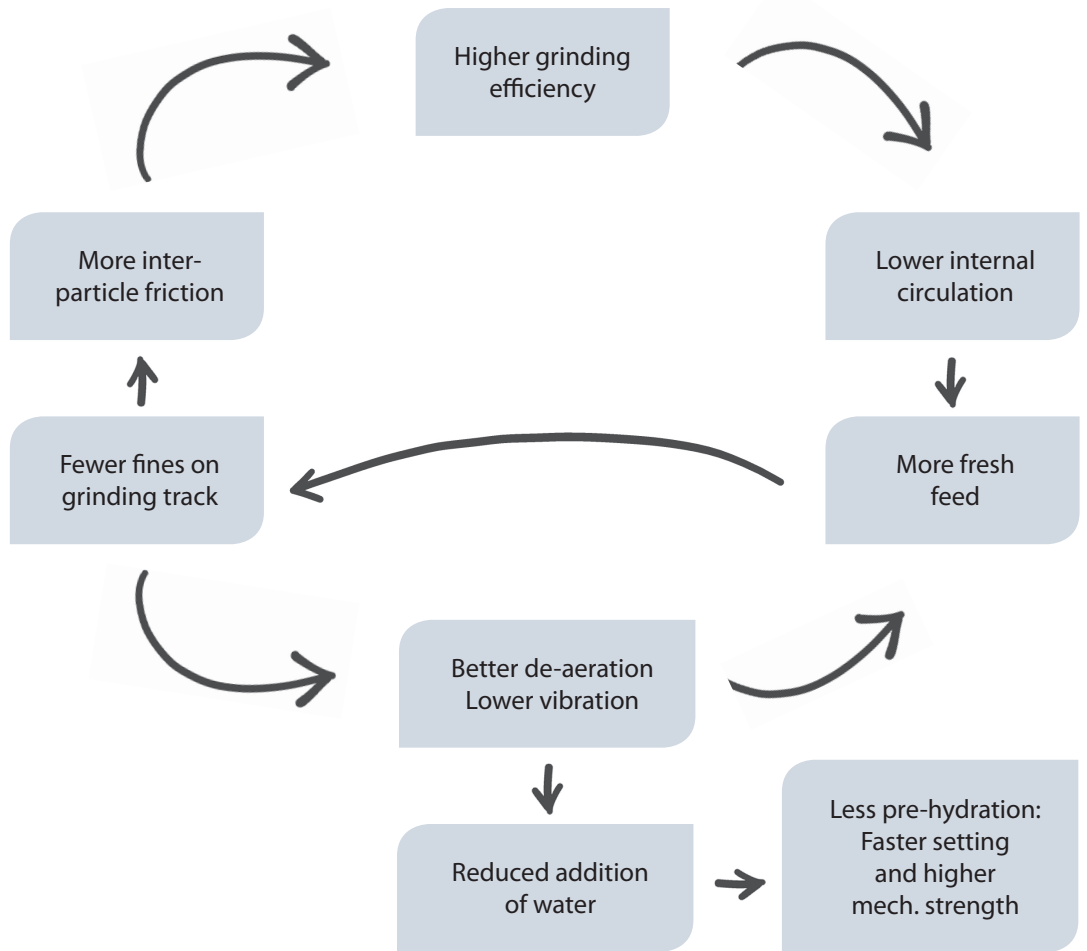 Higher grinding
efficiency
More inter-
particle friction
Lower internal
circulation
Fewer fines on
grinding track
More fresh
feed
Better de-aeration
Lower vibration
Reduced addition
of water
Less pre-hydration:
Faster setting
and higher
mech. strength